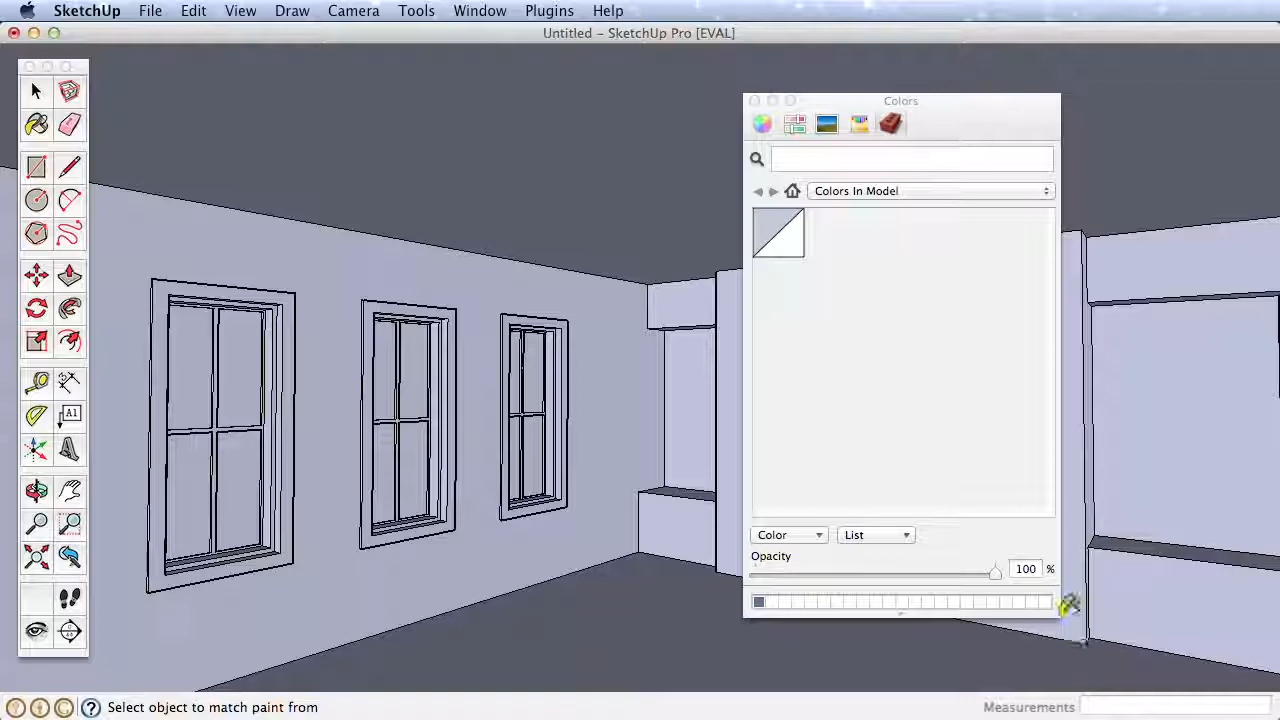 SketchUp File Edit View Draw Camera Tools Window Plugins Help
Untitled – SketchUp Pro [EVAL]
Colors
Colors In Model
A1
Color
List
Opacity
100 %
Select object to match paint from
Measurements